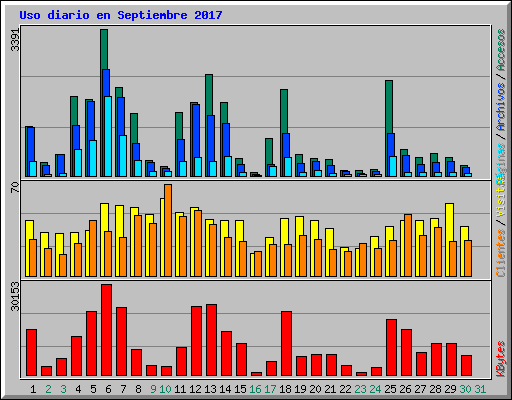 Uso diario en Septiembre 2017
3391
70
30153
Clientes / Visitas
Páginas / Archivos / Accesos
KBytes
1 2 3 4 5 6 7 8 9 10 11 12 13 14 15 16 17 18 19 20 21 22 23 24 25 26 27 28 29 30 31